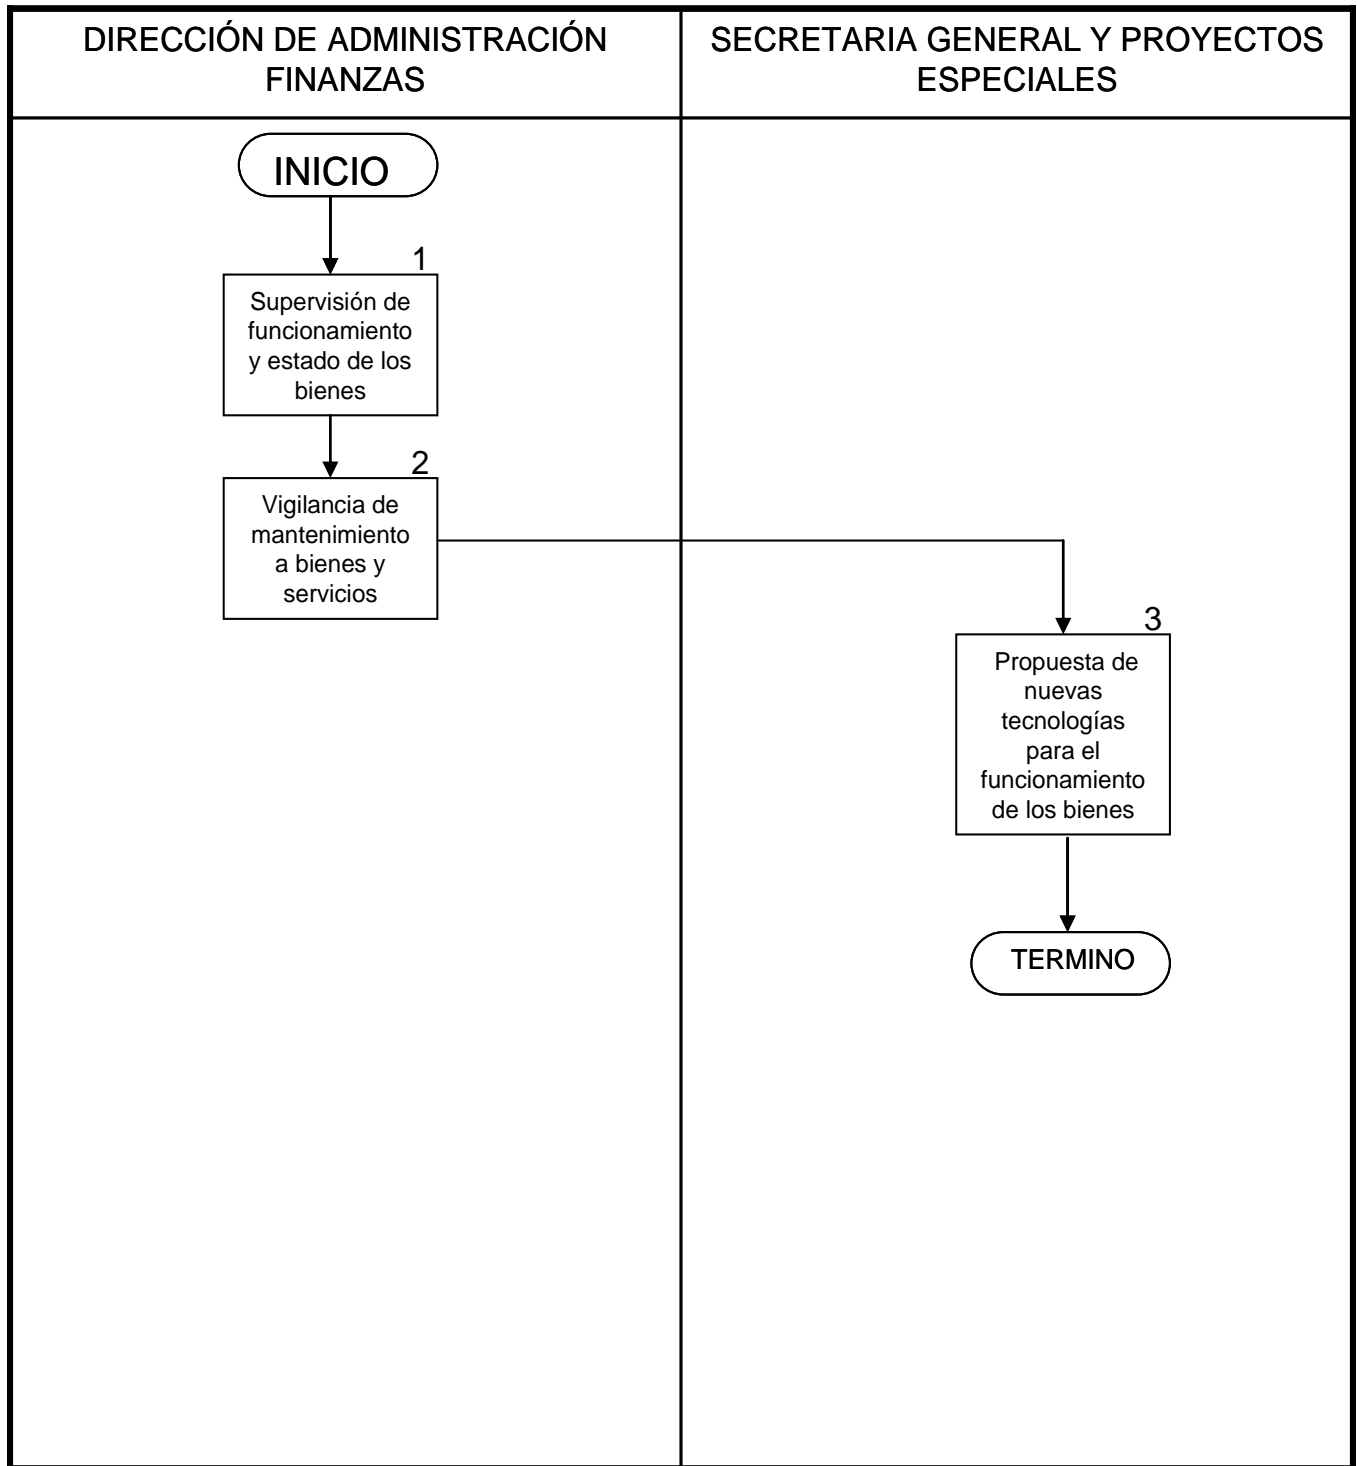 DIRECCIÓN DE ADMINISTRACIÓN
FINANZAS
SECRETARIA GENERAL Y PROYECTOS
ESPECIALES
INICIO
1
Supervisión de
funcionamiento
y estado de los
bienes
2
Vigilancia de
mantenimiento
a bienes y
servicios
3
Propuesta de
nuevas
tecnologías
para el
funcionamiento
de los bienes
TERMINO